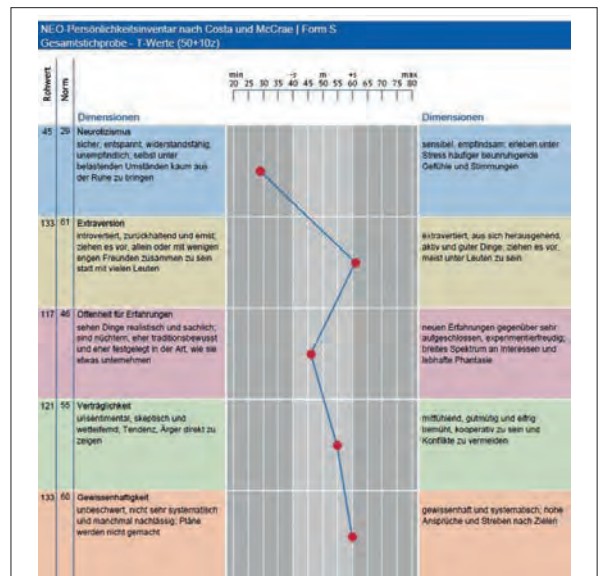 NEO-Persönlichkeitsinventar nach Costa und McCrae | Form S
Gesamtstichprobe - T-Werte (50+10z)
Rohwert
Norm
min -s m +s max
20 25 30 35 40 45 50 55 60 65 70 75 80
Dimensionen
Dimensionen
45 29 Neurotizismus
sicher, entspannt, widerstandsfähig,
unempfindlich; selbst unter
belastenden Umständen kaum aus
der Ruhe zu bringen
sensibel, empfindsam; erleben unter
Stress häufiger beunruhigende
Gefühle und Stimmungen
133 61 Extraversion
introvertiert, zurückhaltend und ernst;
ziehen es vor, allein oder mit wenigen
engen Freunden zusammen zu sein
statt mit vielen Leuten
extravertiert, aus sich herausgehend,
aktiv und guter Dinge; ziehen es vor,
meist unter Leuten zu sein
117 46 Offenheit für Erfahrungen
sehen Dinge realistisch und sachlich;
sind nüchtern, eher traditionsbewusst
und eher festgelegt in der Art, wie sie
etwas unternehmen
neuen Erfahrungen gegenüber sehr
aufgeschlossen, experimentierfreudig;
breites Spektrum an Interessen und
lebhafte Phantasie
121 55 Verträglichkeit
unsentimental, skeptisch und
wetteifernd, Tendenz, Ärger direkt zu
zeigen
mitfühlend, gutmütig und eifrig
bemüht, kooperativ zu sein und
Konflikte zu vermeiden
133 60 Gewissenhaftigkeit
unbeschwert, nicht sehr systematisch
und manchmal nachlässig; Pläne
werden nicht gemacht
gewissenhaft und systematisch; hohe
Ansprüche und Streben nach Zielen